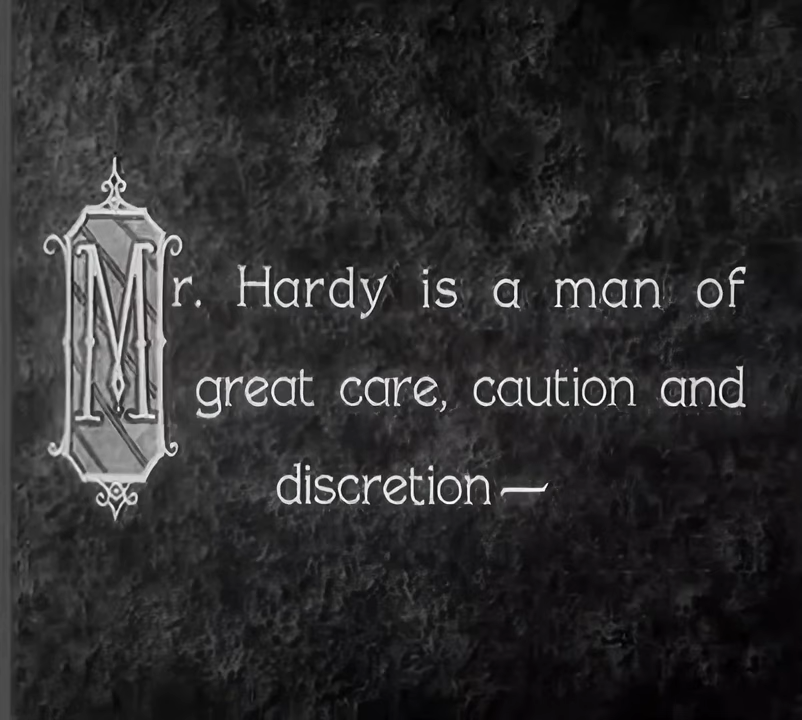 Mr. Hardy is a man of
great care, caution and
discretion—